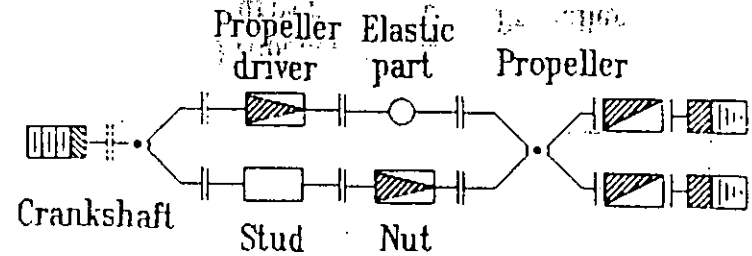 Propeller
driver
Elastic
part
Propeller
Crankshaft
Stud
Nut